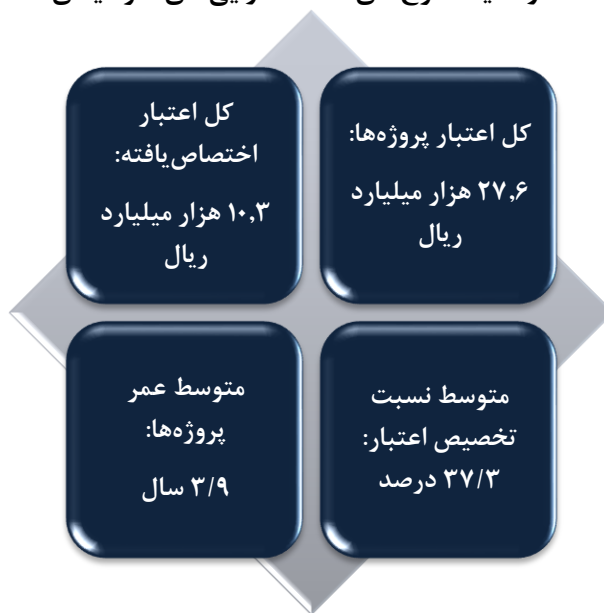 کل اعتبار پروژه‌ها:
۲۷,۶ هزار میلیارد
ریال
کل اعتبار
اختصاص‌یافته:
۱۰,۳ هزار میلیارد
ریال
متوسط نسبت
تخصیص اعتبار:
۳۷/۳ درصد
متوسط عمر
پروژه‌ها:
۳/۹ سال